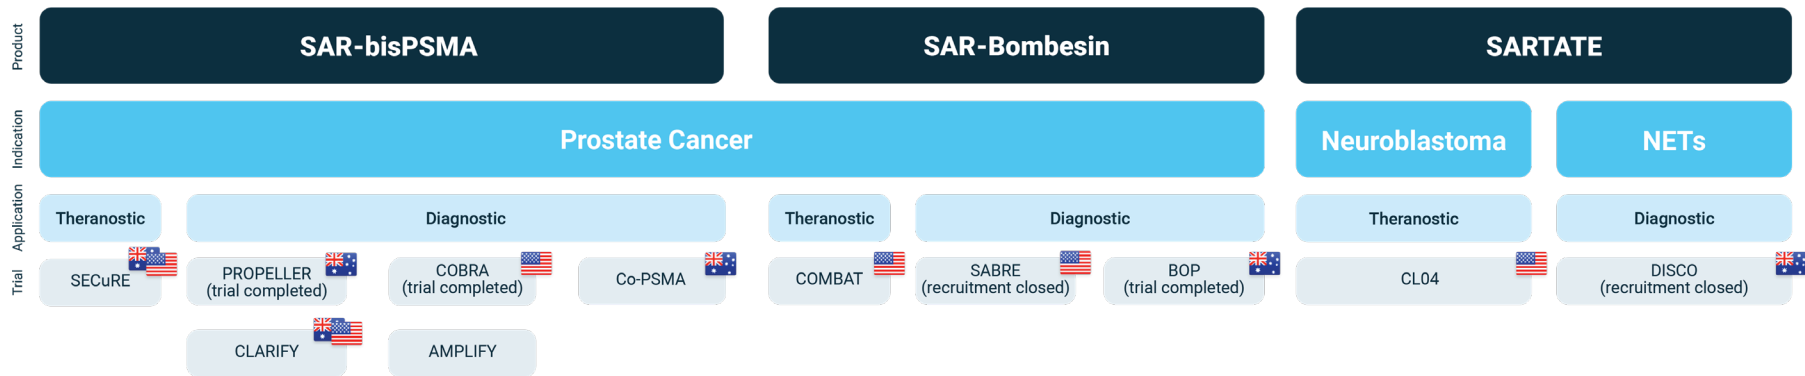 Product
SAR-bisPSMA
SAR-Bombesin
SARTATE
Indication
Prostate Cancer
Neuroblastoma
NETs
Application
Theranostic
Diagnostic
Theranostic
Diagnostic
Theranostic
Diagnostic
Trial
SECuRE
PROPELLER
(trial completed)
COBRA
(trial completed)
Co-PSMA
COMBAT
SABRE
(recruitment closed)
BOP
(trial completed)
CL04
DISCO
(recruitment closed)
CLARIFY
AMPLIFY